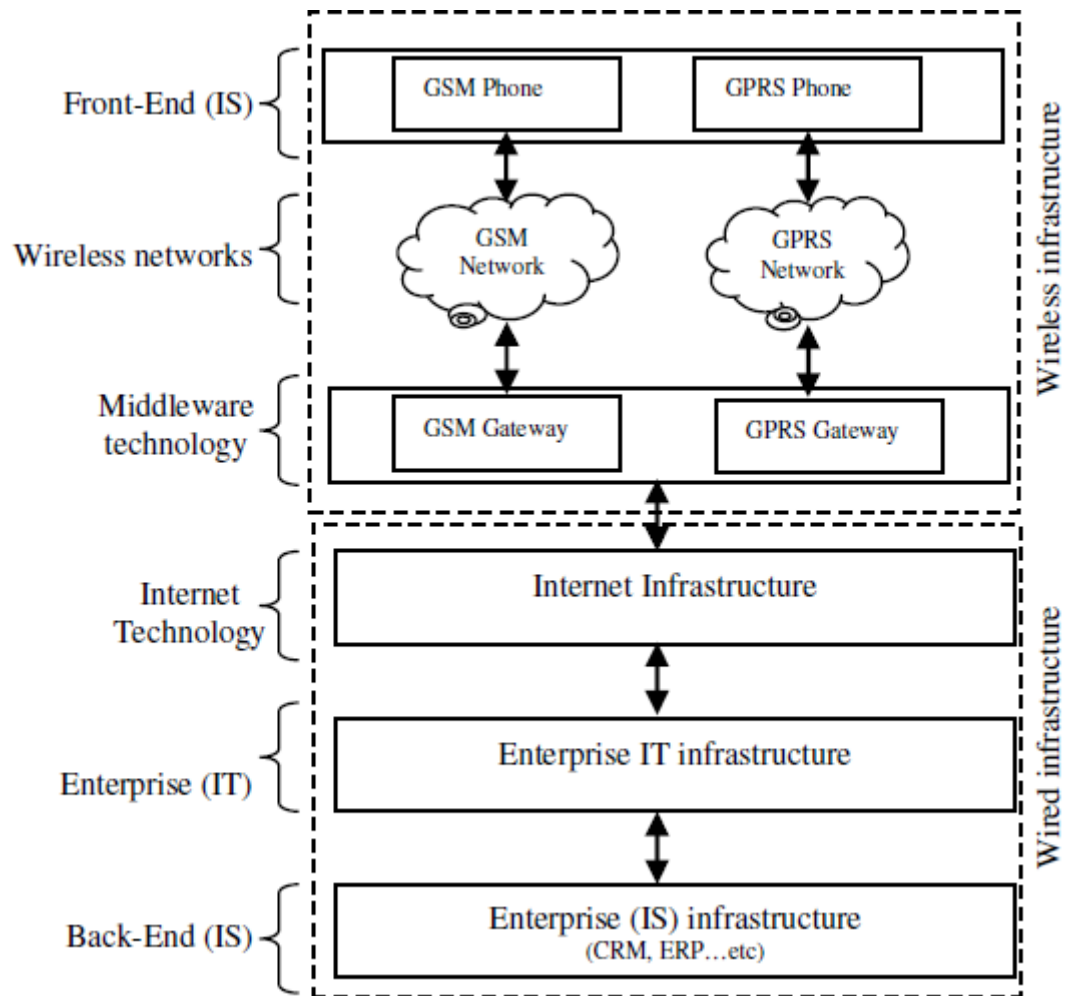 Front-End (IS)
GSM Phone
GPRS Phone
Wireless networks
GSM
Network
GPRS
Network
Middleware
technology
GSM Gateway
GPRS Gateway
Wireless infrastructure
Internet
Technology
Internet Infrastructure
Enterprise (IT)
Enterprise IT infrastructure
Back-End (IS)
Enterprise (IS) infrastructure
(CRM, ERP…etc)
Wired infrastructure